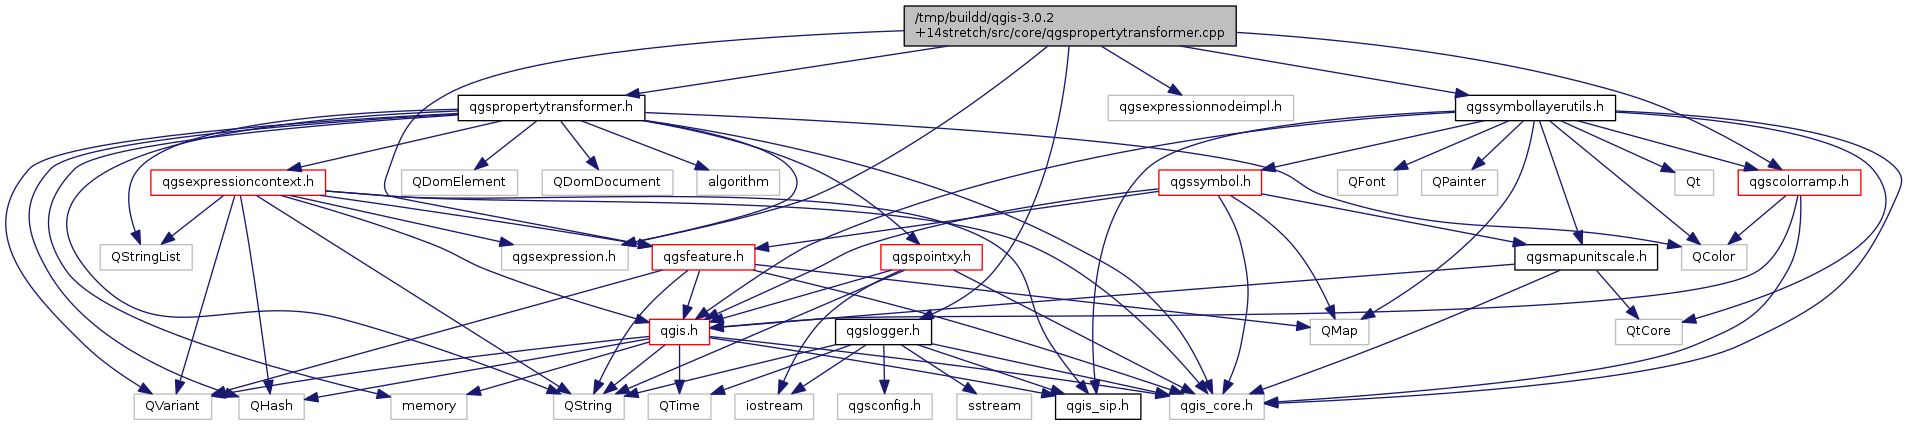 /tmp/buildd/qgis-3.0.2
+14stretch/src/core/qgspropertytransformer.cpp
qgspropertytransformer.h
qgsexpressionnodeimpl.h
qgssymbollayerutils.h
qgsexpressioncontext.h
QDomElement
QDomDocument
algorithm
qgssymbol.h
QFont
QPainter
Qt
qgscolorramp.h
QStringList
qgsexpression.h
qgsfeature.h
qgspointxy.h
qgsmapunitscale.h
QColor
qgis.h
qgslogger.h
QMap
QtCore
QVariant
QHash
memory
QString
QTime
iostream
qgsconfig.h
sstream
qgis_sip.h
qgis_core.h